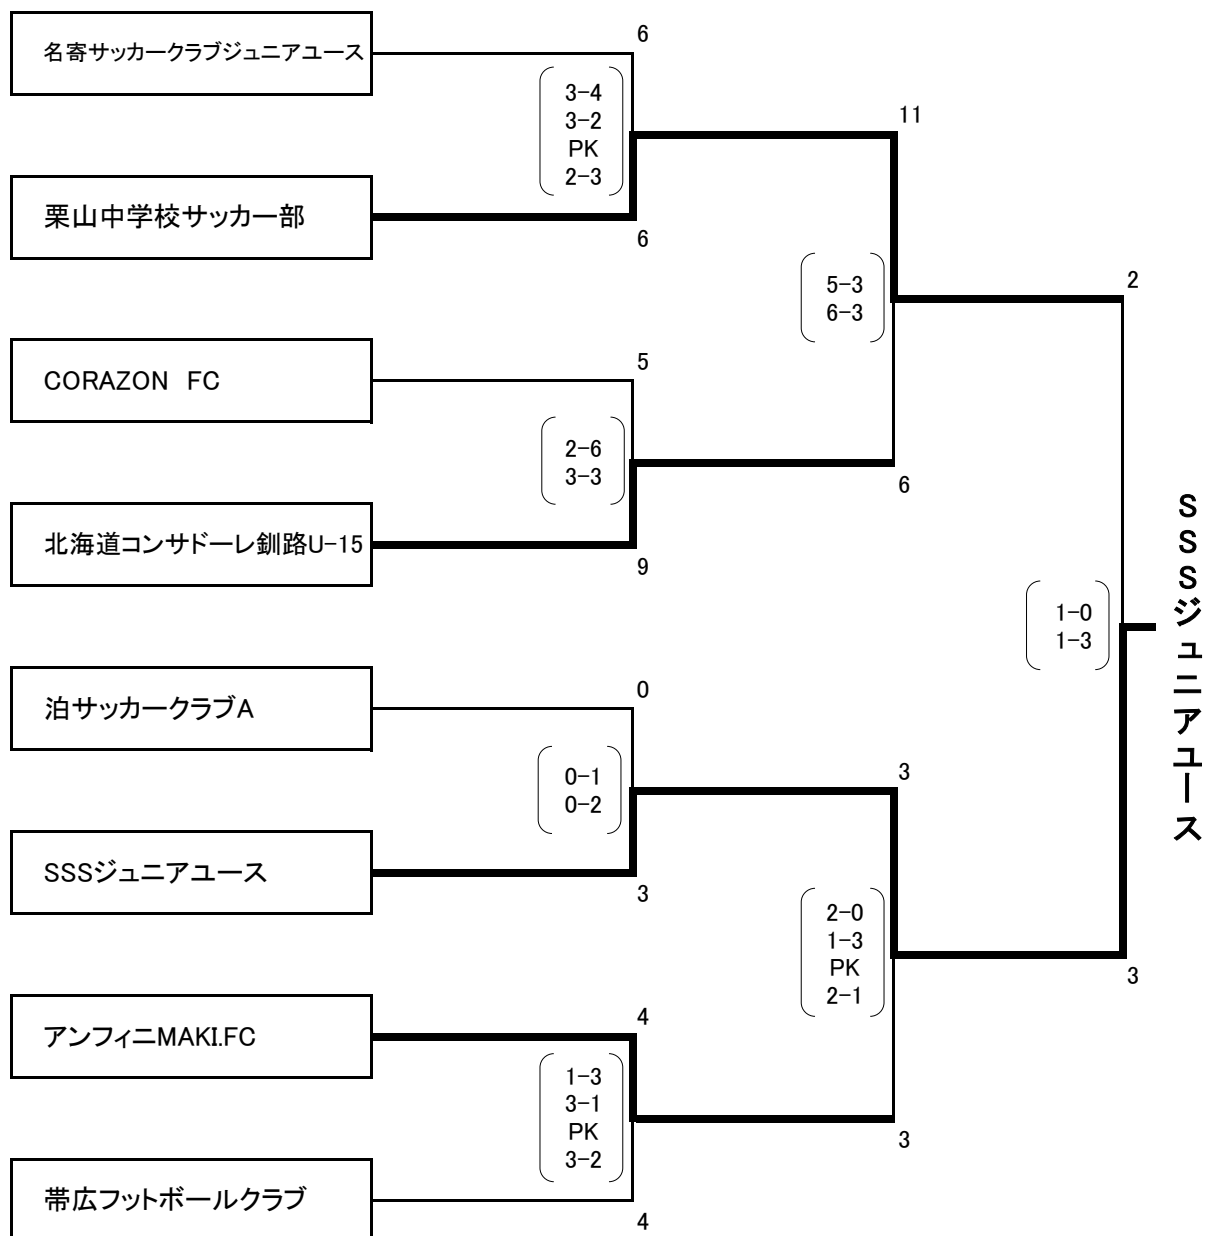 6
名寄サッカークラブジュニアユース
3-4
3-2
PK
2-3
11
栗山中学校サッカー部
6
5-3
6-3
2
5
CORAZON FC
2-6
3-3
6
北海道コンサドーレ釧路U-15
9
SSSジュニアユース
1-0
1-3
0
泊サッカークラブA
0-1
0-2
3
SSSジュニアユース
3
2-0
1-3
PK
2-1
3
4
アンフィニMAKI.FC
1-3
3-1
PK
3-2
3
帯広フットボールクラブ
4